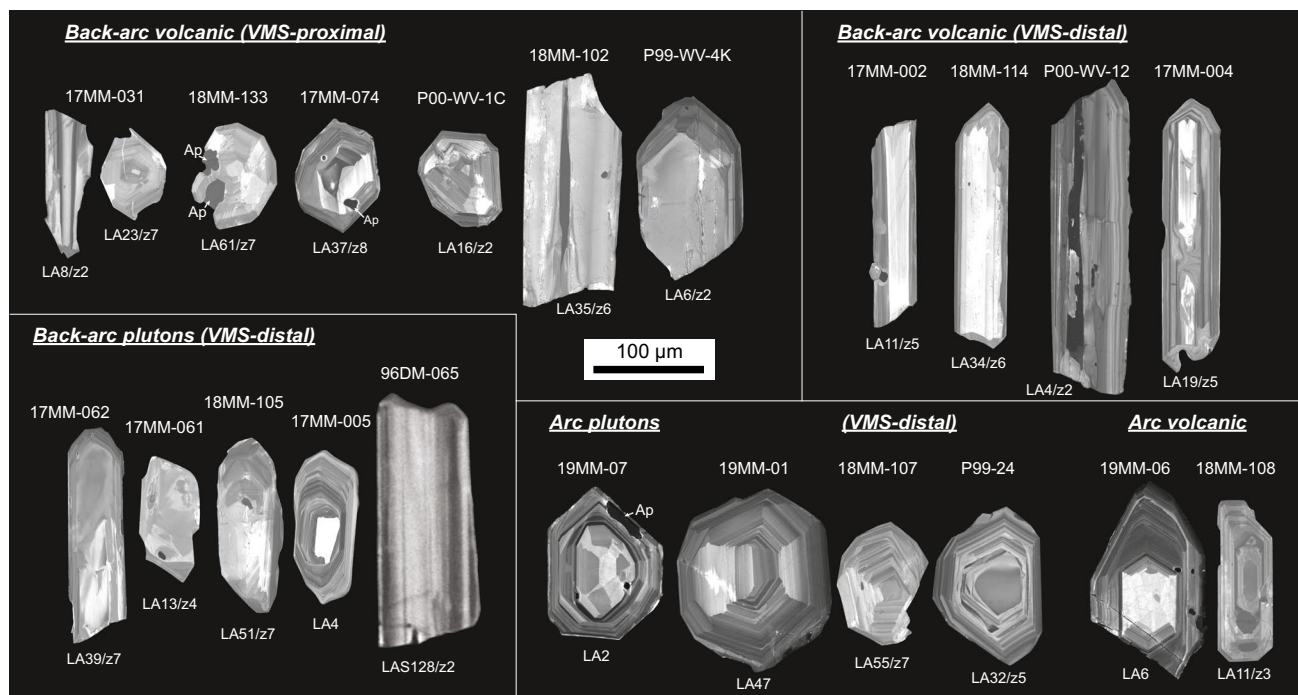 Back-arc volcanic (VMS-proximal)
17MM-031
18MM-133
17MM-074
P00-WV-1C
18MM-102
P99-WV-4K
Ap
Ap
Ap
LA8/z2
LA23/z7
LA61/z7
LA37/z8
LA16/z2
LA35/z6
LA6/z2
100 µm
Back-arc volcanic (VMS-distal)
17MM-002
18MM-114
P00-WV-12
17MM-004
LA11/z5
LA34/z6
LA4/z2
LA19/z5
Back-arc plutons (VMS-distal)
17MM-062
17MM-061
18MM-105
17MM-005
96DM-065
LA39/z7
LA13/z4
LA51/z7
LA4
LAS128/z2
Arc plutons (VMS-distal) Arc volcanic
19MM-07
19MM-01
18MM-107
P99-24
19MM-06
18MM-108
Ap
LA2
LA47
LA55/z7
LA32/z5
LA6
LA11/z3